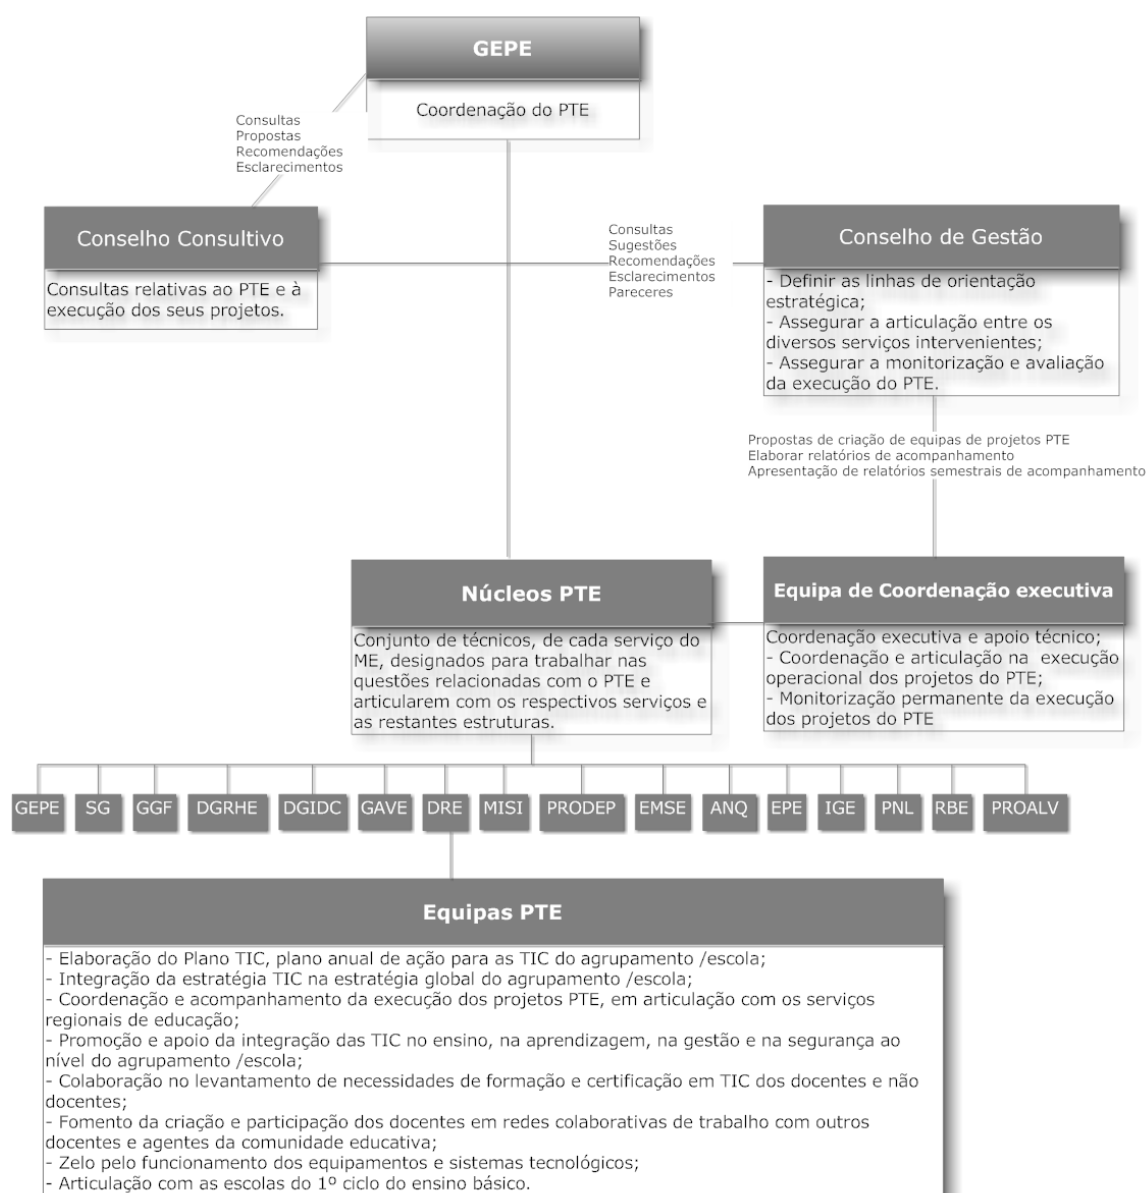 GEPE
Coordenação do PTE
Consultas
Propostas
Recomendações
Esclarecimentos
Conselho Consultivo
Consultas relativas ao PTE e à
execução dos seus projetos.
Consultas
Sugestões
Recomendações
Esclarecimentos
Pareceres
Conselho de Gestão
- Definir as linhas de orientação
estratégica;
- Assegurar a articulação entre os
diversos serviços intervenientes;
- Assegurar a monitorização e avaliação
da execução do PTE.
Propostas de criação de equipas de projetos PTE
Elaborar relatórios de acompanhamento
Apresentação de relatórios semestrais de acompanhamento
Núcleos PTE
Conjunto de técnicos, de cada serviço do
ME, designados para trabalhar nas
questões relacionadas com o PTE e
articularem com os respectivos serviços e
as restantes estruturas.
Equipa de Coordenação executiva
Coordenação executiva e apoio técnico;
- Coordenação e articulação na execução
operacional dos projetos do PTE;
- Monitorização permanente da execução
dos projetos do PTE
GEPE SG GGF DGRHE DGIDC GAVE DRE MISI PRODEP EMSE ANQ EPE IGE PNL RBE PROALV
Equipas PTE
- Elaboração do Plano TIC, plano anual de ação para as TIC do agrupamento /escola;
- Integração da estratégia TIC na estratégia global do agrupamento /escola;
- Coordenação e acompanhamento da execução dos projetos PTE, em articulação com os serviços
regionais de educação;
- Promoção e apoio da integração das TIC no ensino, na aprendizagem, na gestão e na segurança ao
nível do agrupamento /escola;
- Colaboração no levantamento de necessidades de formação e certificação em TIC dos docentes e não
docentes;
- Fomento da criação e participação dos docentes em redes colaborativas de trabalho com outros
docentes e agentes da comunidade educativa;
- Zelo pelo funcionamento dos equipamentos e sistemas tecnológicos;
- Articulação com as escolas do 1º ciclo do ensino básico.